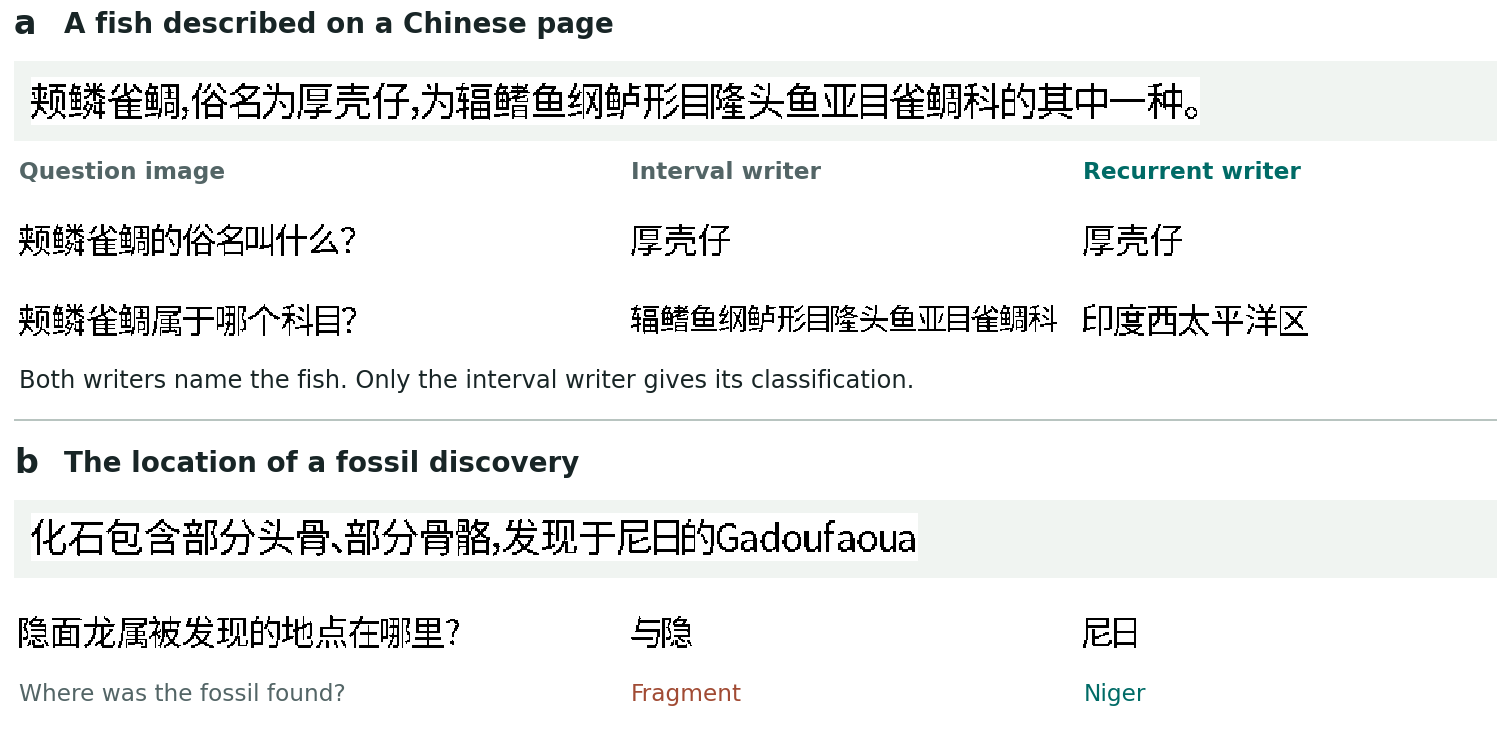 a A fish described on a Chinese page
颊鳞雀鲷,俗名为厚壳仔,为辐鳍鱼纲鲈形目隆头鱼亚目雀鲷科的其中一种。
Question image Interval writer Recurrent writer
颊鳞雀鲷的俗名叫什么? 厚壳仔 厚壳仔
颊鳞雀鲷属于哪个科目? 辐鳍鱼纲鲈形目隆头鱼亚目雀鲷科 印度西太平洋区
Both writers name the fish. Only the interval writer gives its classification.
b The location of a fossil discovery
化石包含部分头骨、部分骨骼,发现于尼日的Gadoufaoua
隐面龙属被发现的地点在哪里? 与隐 尼日
Where was the fossil found? Fragment Niger